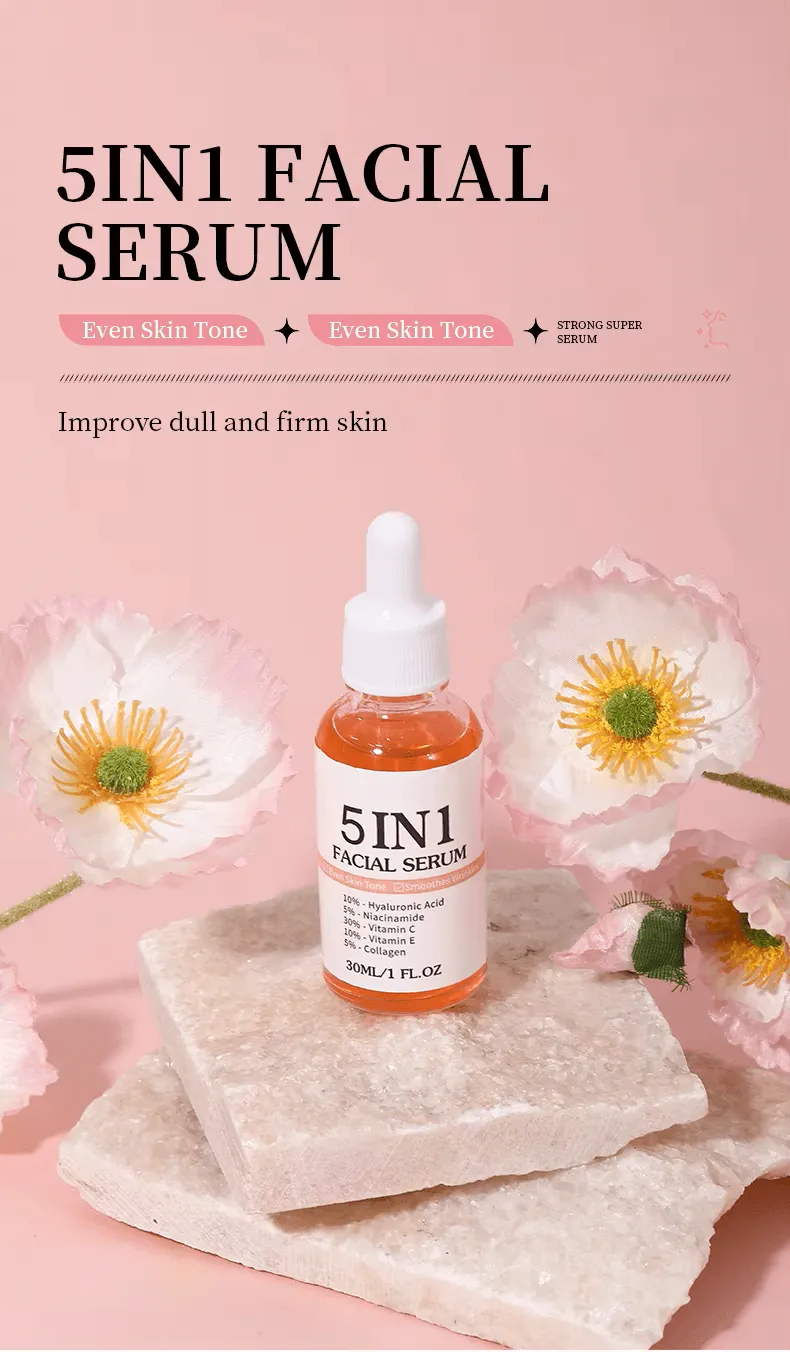 5IN1 FACIAL
SERUM
Even Skin Tone Even Skin Tone STRONG SUPER
SERUM
Improve dull and firm skin
5IN1
FACIAL SERUM
Even Skin Tone ☑Smoothes Wrinkles
10% - Hyaluronic Acid
5% - Niacinamide
30% - Vitamin C
10% - Vitamin E
5% - Collagen
30ML/1 FL.OZ